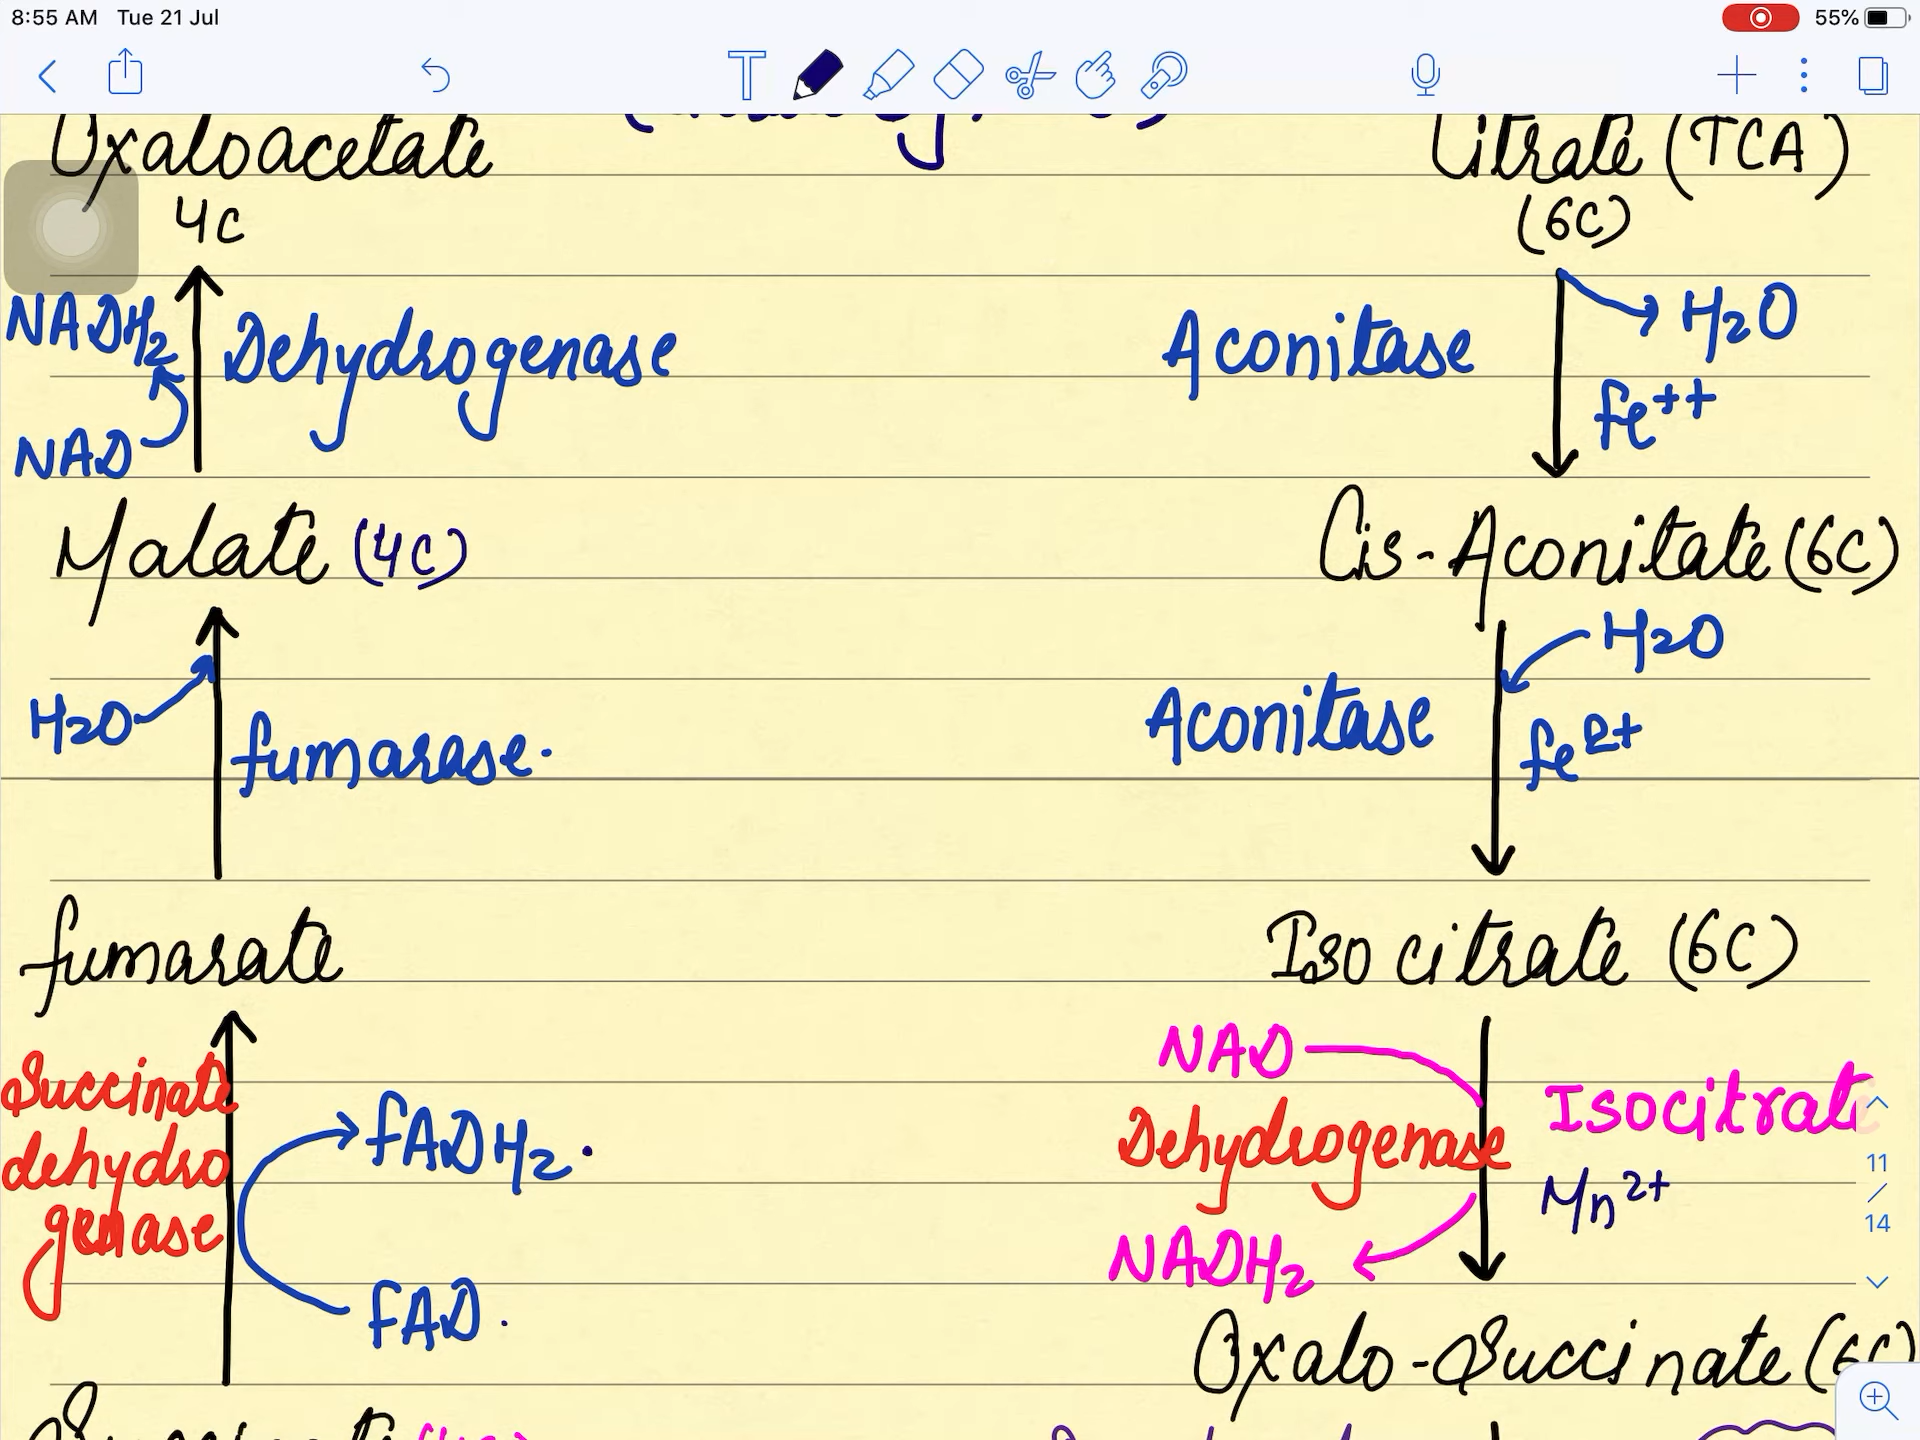 8:55 AM Tue 21 Jul
55%
T
Oxaloacetate
Citrate (TCA)
4C
(6C)
NADH2
Dehydrogenase
NAD
Aconitase
H2O
fe++
Malate (4C)
Cis-Aconitate (6C)
H2O
fumarase.
Aconitase
H2O
fe2+
fumarate
Iso citrate (6C)
Succinate
dehydro
genase
fADH2.
fAD.
NAD
Dehydrogenase
Isocitrate
Mn2+
NADH2
11
/
14
Oxalo-Succinate (6C)